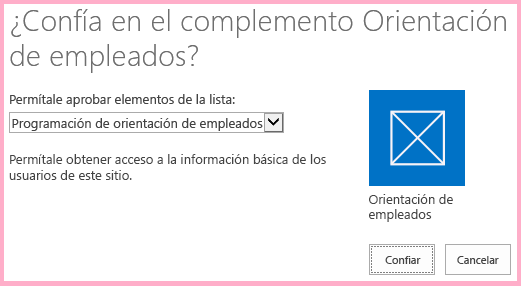 ¿Confía en el complemento Orientación
de empleados?
Permítale aprobar elementos de la lista:
Programación de orientación de empleados
Permítale obtener acceso a la información básica de los
usuarios de este sitio.
Orientación de
empleados
Confiar
Cancelar